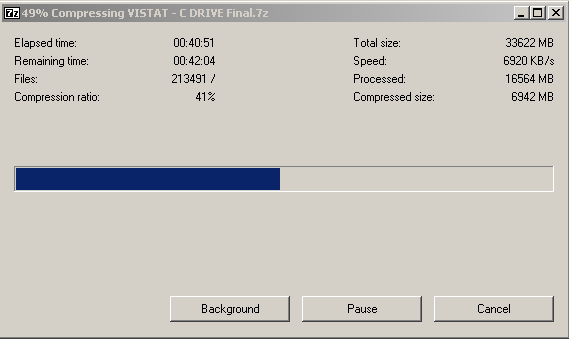 7z 49% Compressing VISTAT - C DRIVE Final.7z
Elapsed time: 00:40:51 Total size: 33622 MB
Remaining time: 00:42:04 Speed: 6920 KB/s
Files: 213491 / Processed: 16564 MB
Compression ratio: 41% Compressed size: 6942 MB
Background Pause Cancel